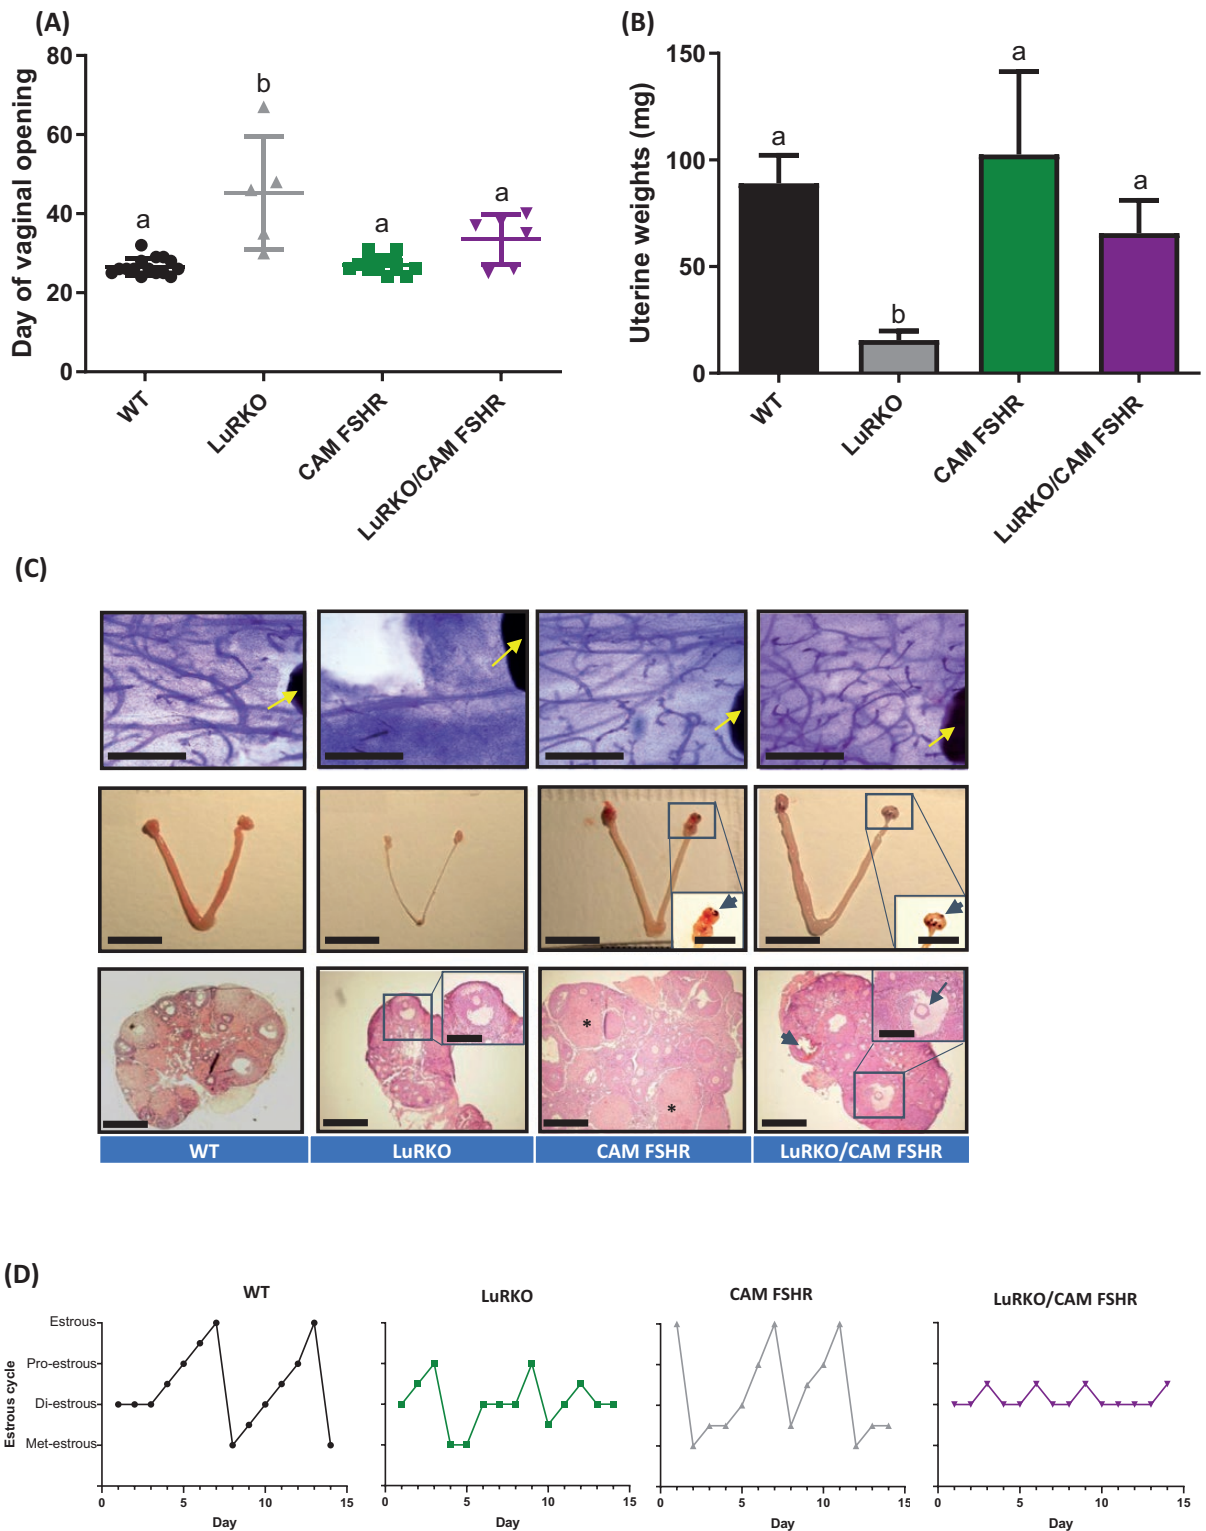 (A)
80
60
40
20
0
Day of vaginal opening
a
b
a
a
WT
LuRKO
CAM FSHR
LuRKO/CAM FSHR
(B)
150
100
50
0
Uterine weights (mg)
a
b
a
a
WT
LuRKO
CAM FSHR
LuRKO/CAM FSHR
(C)
*
*
WT
LuRKO
CAM FSHR
LuRKO/CAM FSHR
(D)
WT
LuRKO
CAM FSHR
LuRKO/CAM FSHR
Estrous cycle
Estrous
Pro-estrous
Di-estrous
Met-estrous
0 5 10 15
Day
0 5 10 15
Day
0 5 10 15
Day
0 5 10 15
Day